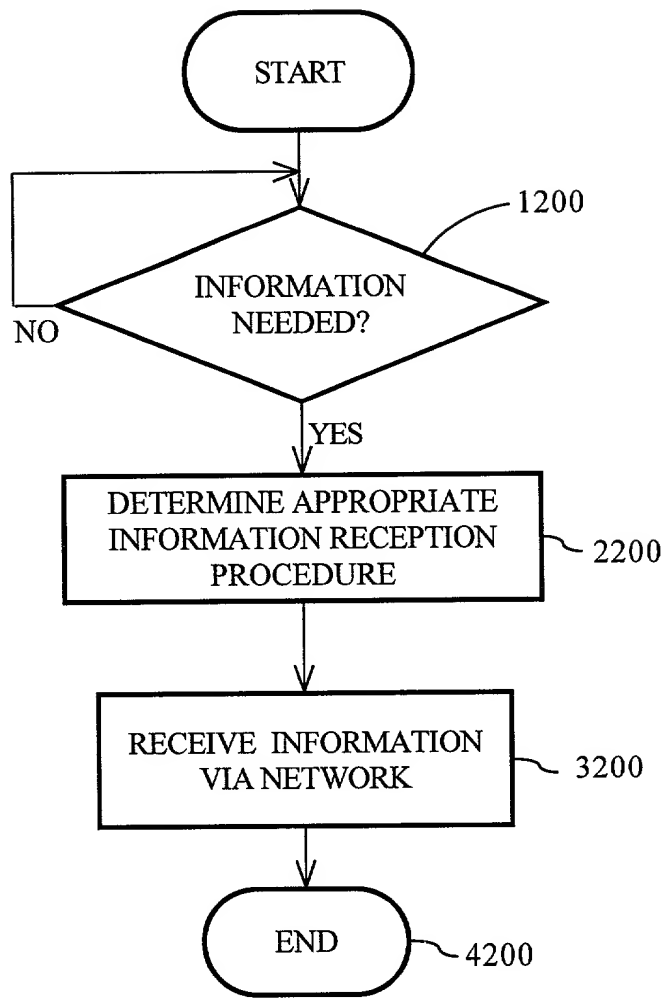 START
1200
INFORMATION
NEEDED?
NO
YES
DETERMINE APPROPRIATE
INFORMATION RECEPTION
PROCEDURE
2200
RECEIVE INFORMATION
VIA NETWORK
3200
END
4200